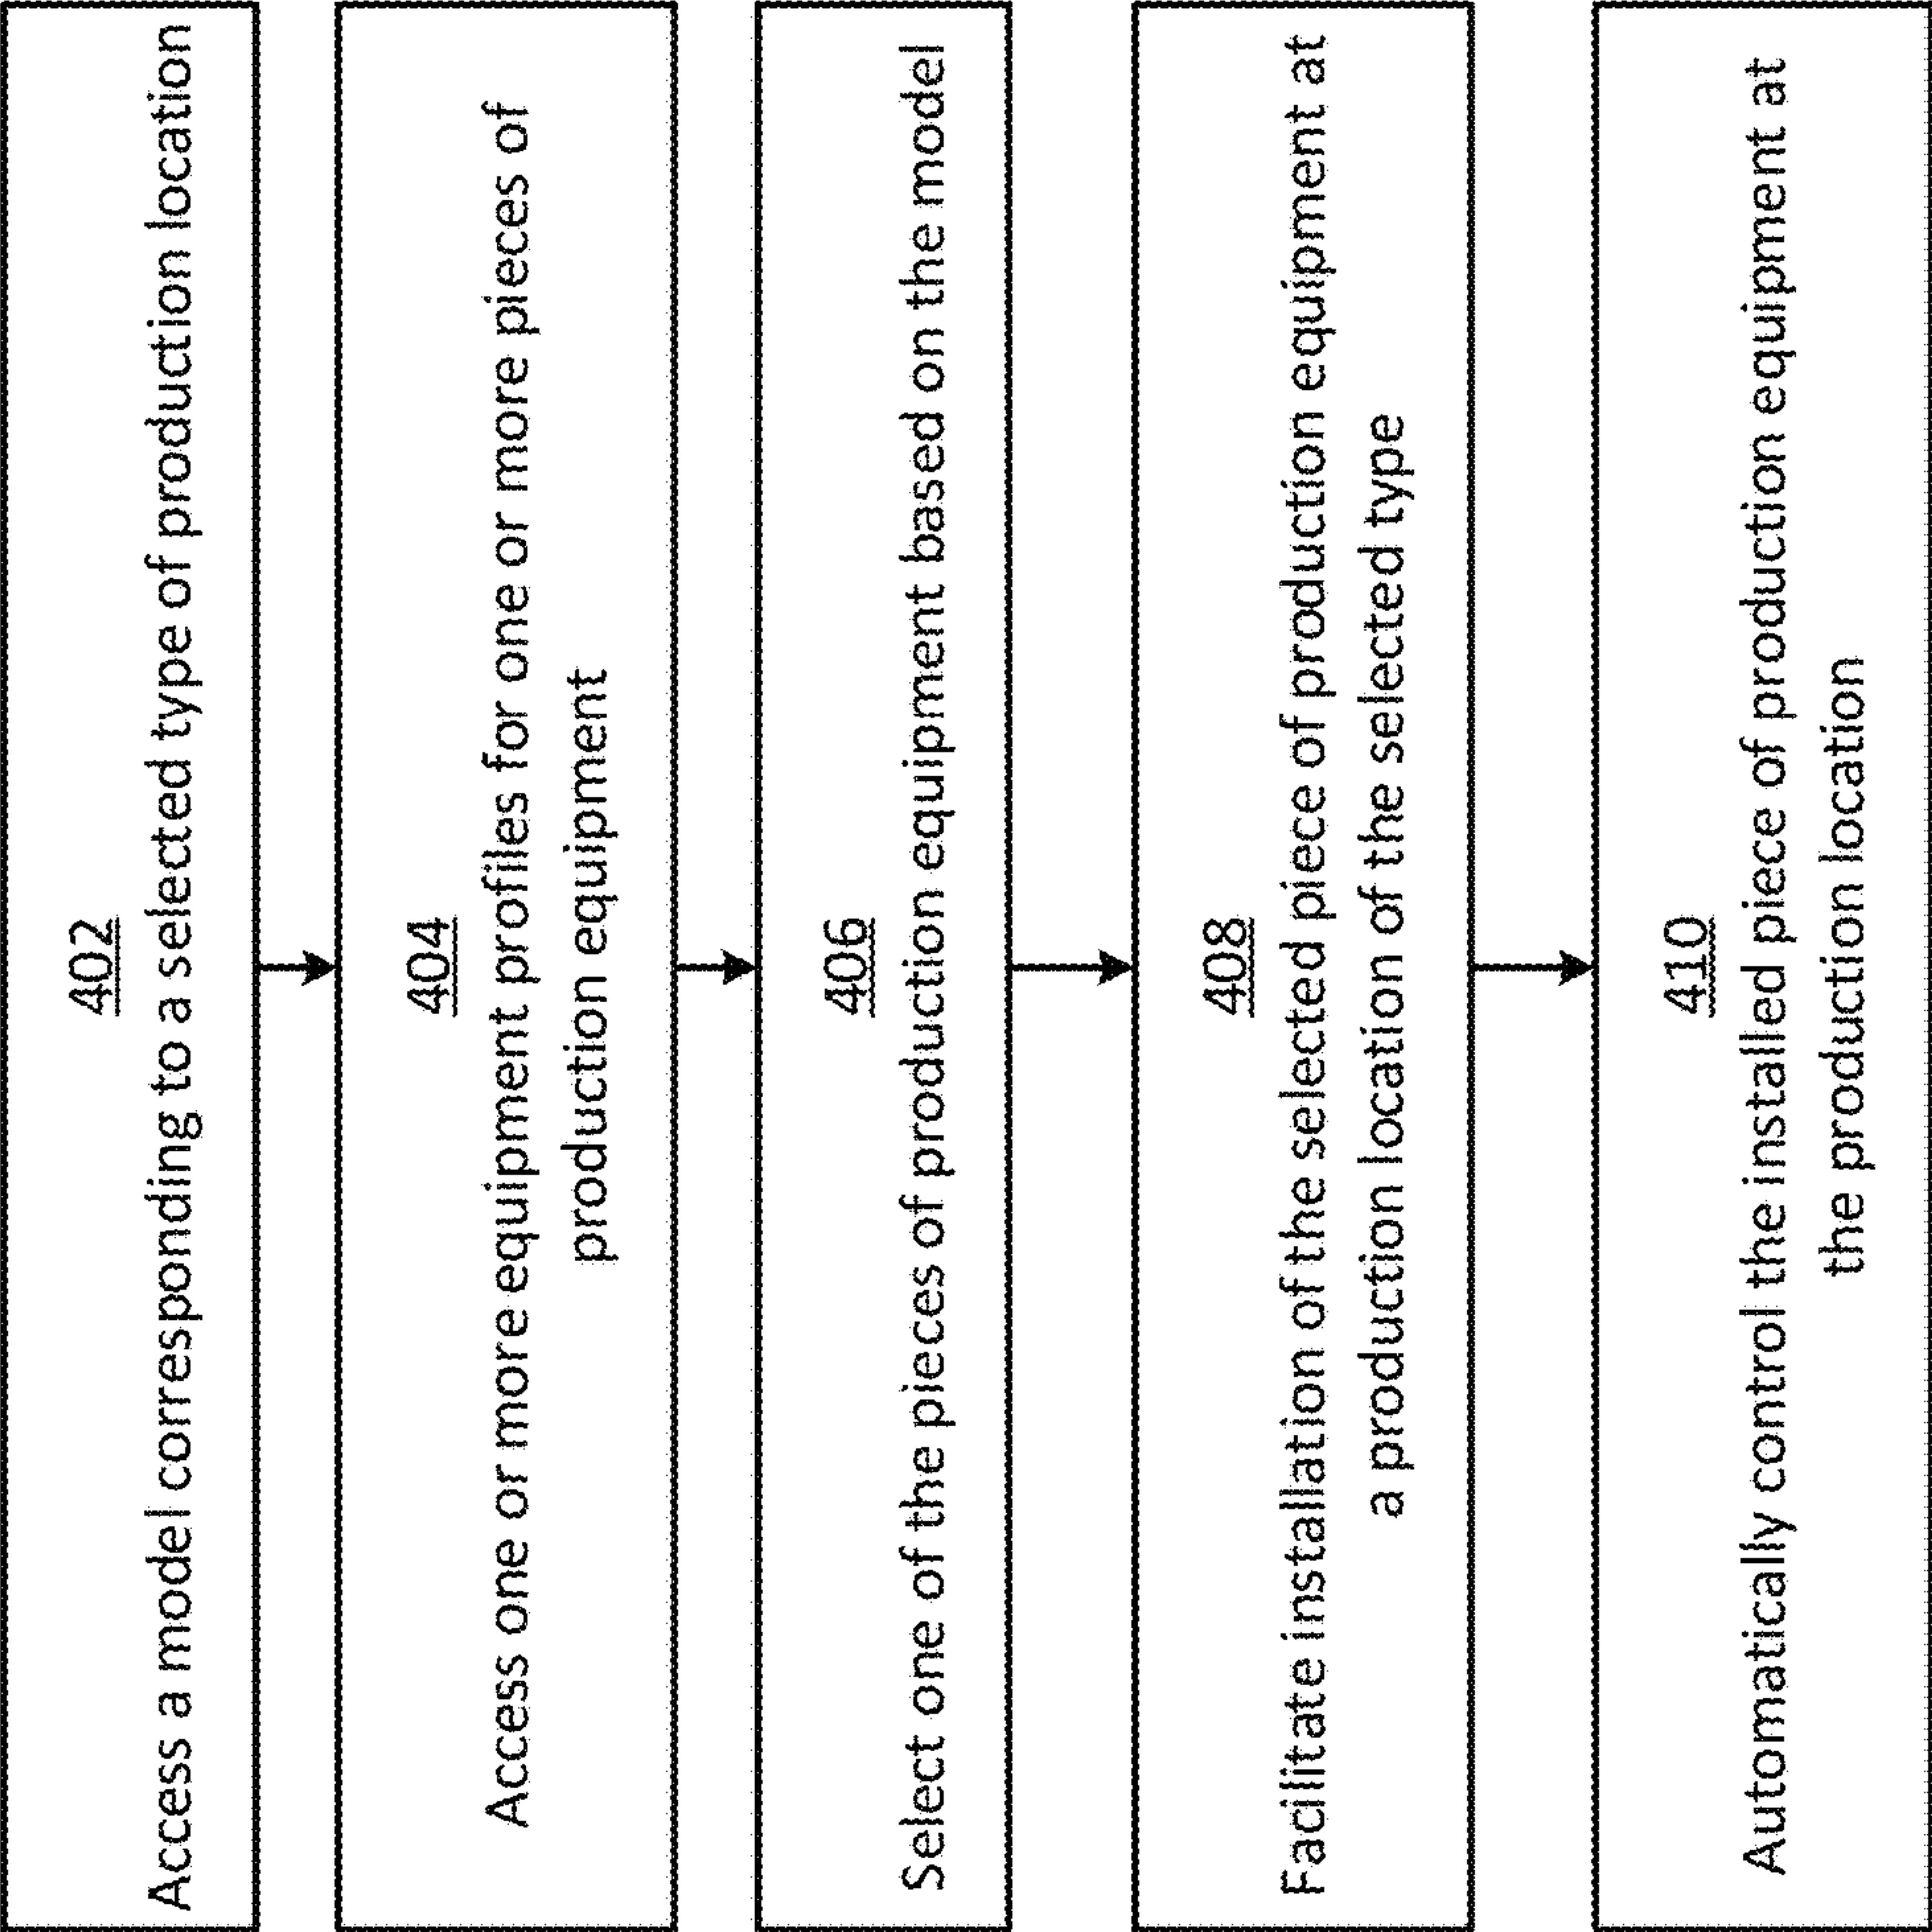 402
Access a model corresponding to a selected type of production location
404
Access one or more equipment profiles for one or more pieces of
production equipment
406
Select one of the pieces of production equipment based on the model
408
Facilitate installation of the selected piece of production equipment at
a production location of the selected type
410
Automatically control the installed piece of production equipment at
the production location